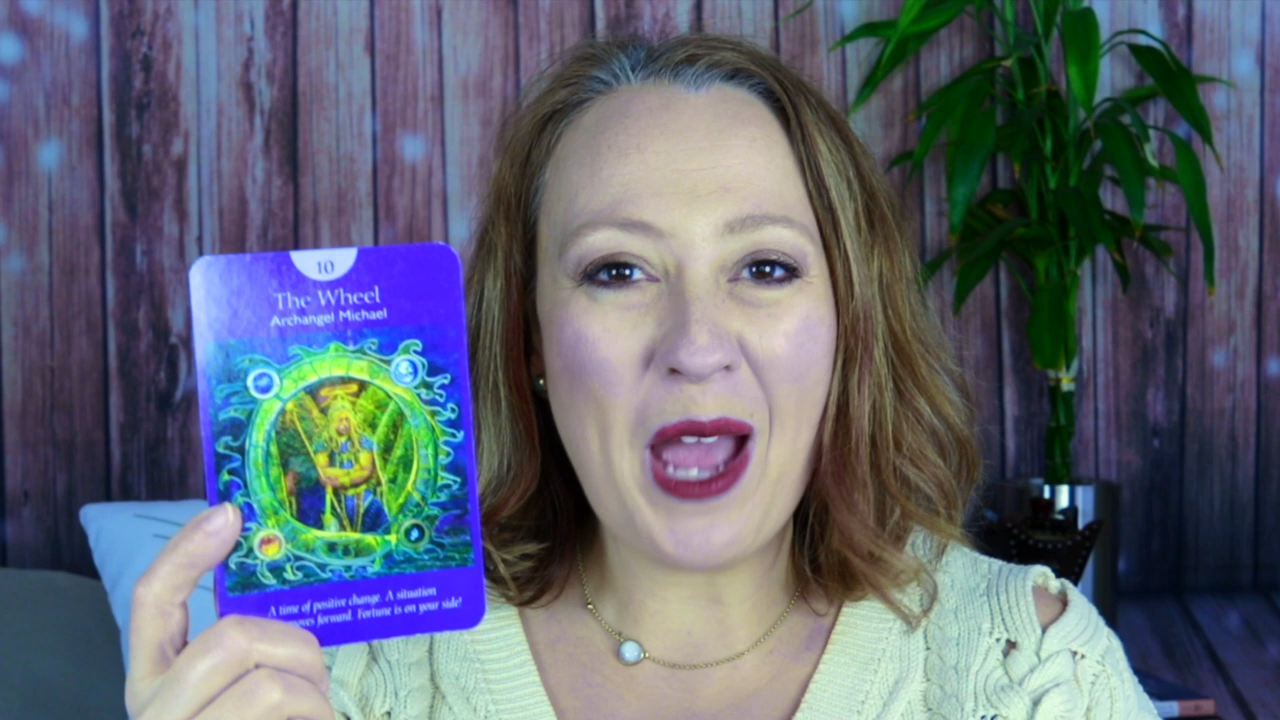 10
The Wheel
Archangel Michael
A time of positive change. A situation
moves forward. Fortune is on your side!